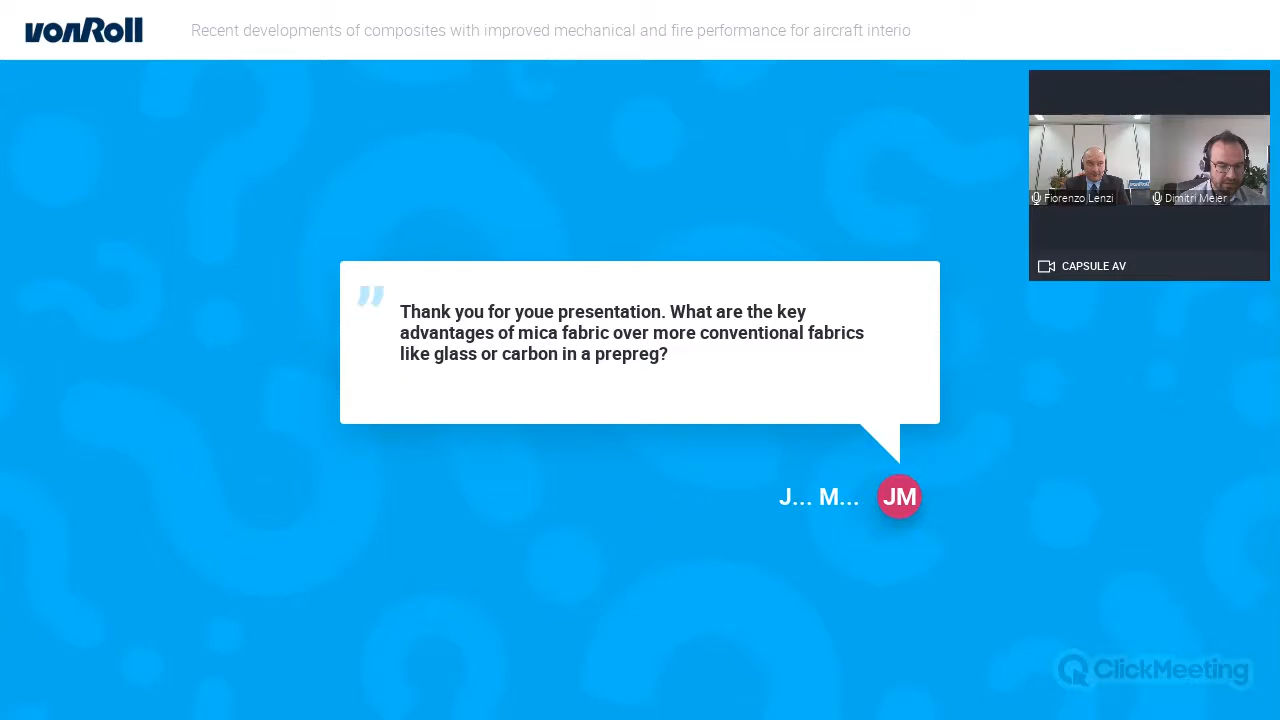 vonRoll
Recent developments of composites with improved mechanical and fire performance for aircraft interio
Fiorenzo Lenzi
Dimitri Meier
CAPSULE AV
"
Thank you for youe presentation. What are the key
advantages of mica fabric over more conventional fabrics
like glass or carbon in a prepreg?
J... M...
JM
ClickMeeting